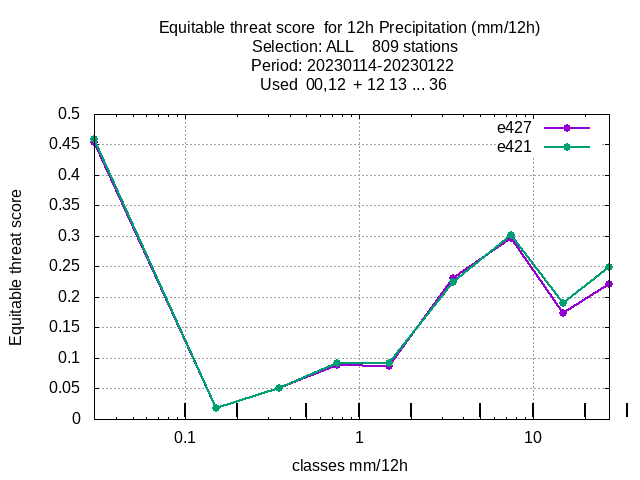 Equitable threat score  for 12h Precipitation (mm/12h)
Selection: ALL    809 stations
Period: 20230114-20230122
Used  00,12  + 12 13 ... 36
e427
e421
0.5
0.45
0.4
0.35
0.3
0.25
0.2
0.15
0.1
0.05
0
Equitable threat score
0.1 1 10
classes mm/12h